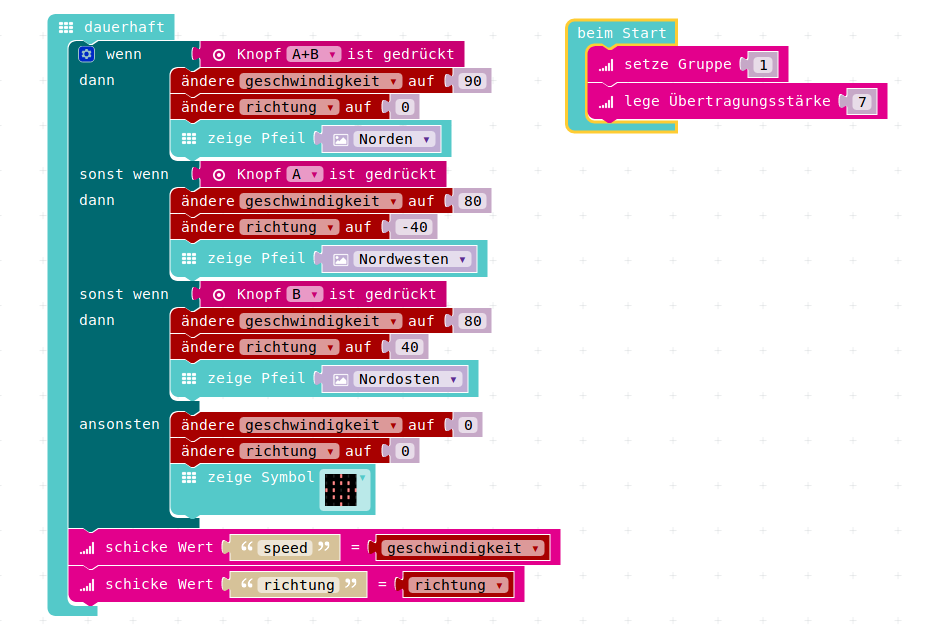 dauerhaft
wenn Knopf A+B ist gedrückt
dann ändere geschwindigkeit auf 90
ändere richtung auf 0
zeige Pfeil Norden
sonst wenn Knopf A ist gedrückt
dann ändere geschwindigkeit auf 80
ändere richtung auf -40
zeige Pfeil Nordwesten
sonst wenn Knopf B ist gedrückt
dann ändere geschwindigkeit auf 80
ändere richtung auf 40
zeige Pfeil Nordosten
ansonsten ändere geschwindigkeit auf 0
ändere richtung auf 0
zeige Symbol
schicke Wert “ speed ” = geschwindigkeit
schicke Wert “ richtung ” = richtung
beim Start
setze Gruppe 1
lege Übertragungsstärke 7